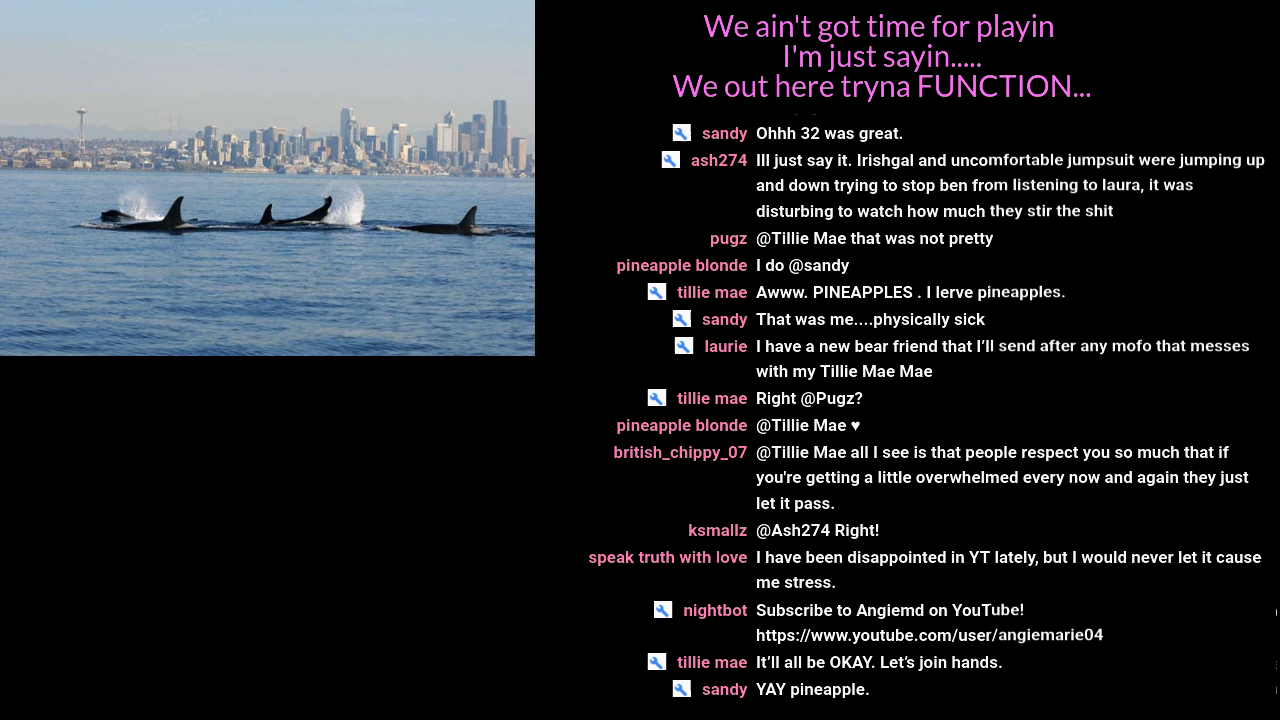 We ain't got time for playin
I'm just sayin.....
We out here tryna FUNCTION...
sandy Ohhh 32 was great.
ash274 Ill just say it. Irishgal and uncomfortable jumpsuit were jumping up
and down trying to stop ben from listening to laura, it was
disturbing to watch how much they stir the shit
pugz @Tillie Mae that was not pretty
pineapple blonde I do @sandy
tillie mae Awww. PINEAPPLES . I lerve pineapples.
sandy That was me....physically sick
laurie I have a new bear friend that I’ll send after any mofo that messes
with my Tillie Mae Mae
tillie mae Right @Pugz?
pineapple blonde @Tillie Mae ♥
british_chippy_07 @Tillie Mae all I see is that people respect you so much that if
you're getting a little overwhelmed every now and again they just
let it pass.
ksmallz @Ash274 Right!
speak truth with love I have been disappointed in YT lately, but I would never let it cause
me stress.
nightbot Subscribe to Angiemd on YouTube!
https://www.youtube.com/user/angiemarie04
tillie mae It’ll all be OKAY. Let’s join hands.
sandy YAY pineapple.